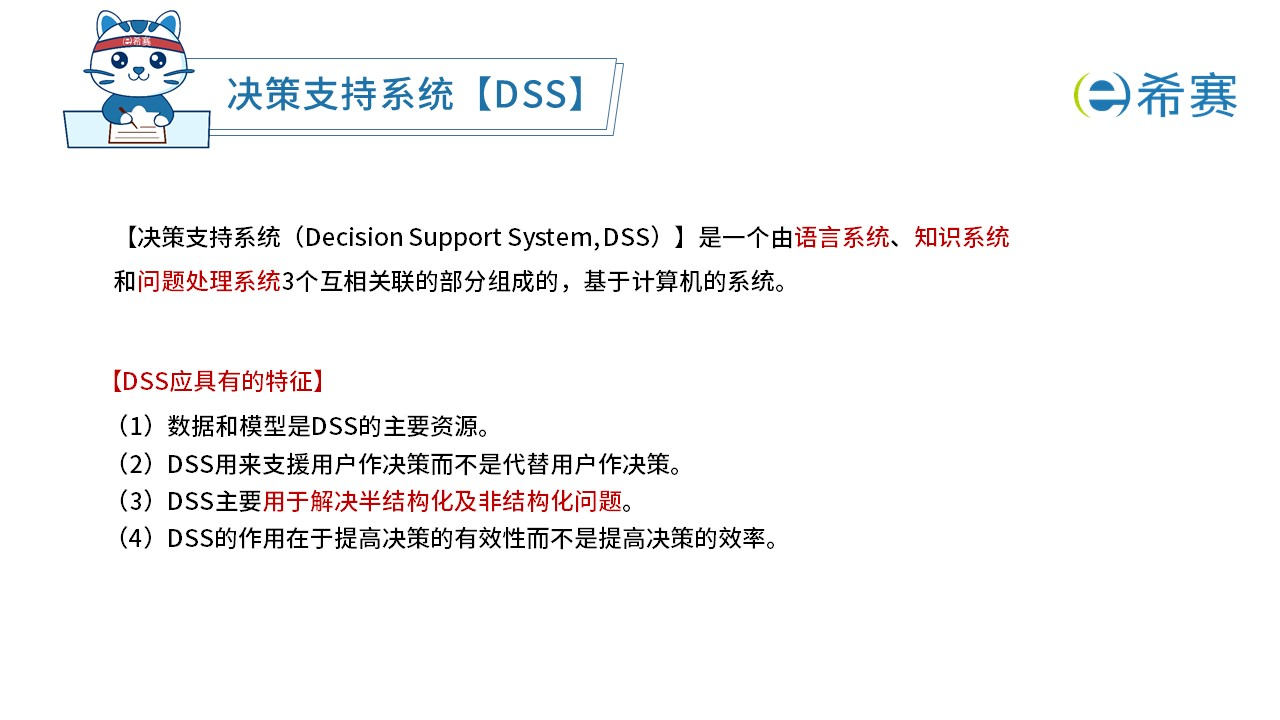 希赛
决策支持系统【DSS】
希赛
【决策支持系统（Decision Support System,DSS）】是一个由语言系统、知识系统
和问题处理系统3个互相关联的部分组成的，基于计算机的系统。
【DSS应具有的特征】
（1）数据和模型是DSS的主要资源。
（2）DSS用来支援用户作决策而不是代替用户作决策。
（3）DSS主要用于解决半结构化及非结构化问题。
（4）DSS的作用在于提高决策的有效性而不是提高决策的效率。